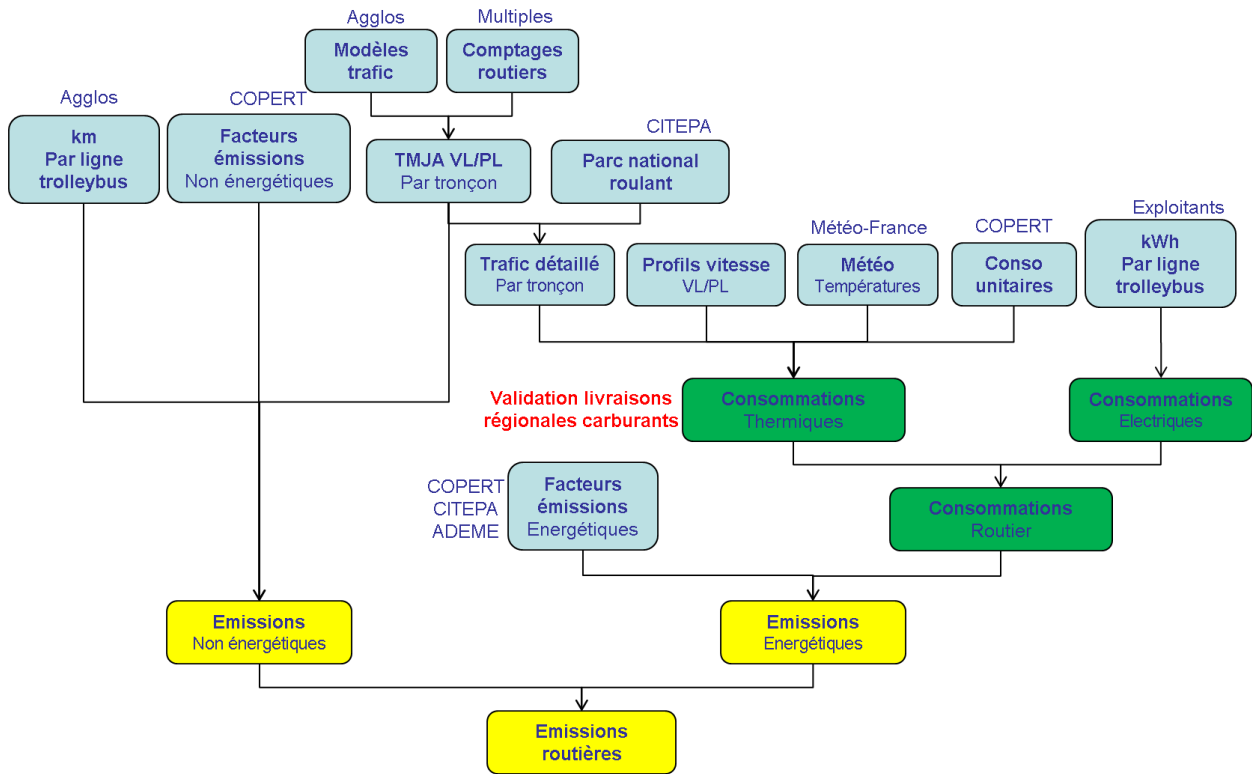 Agglos
Multiples
Modèles
trafic
Comptages
routiers
Agglos
COPERT
km
Par ligne
trolleybus
Facteurs
émissions
Non énergétiques
CITEPA
TMJA VL/PL
Par tronçon
Parc national
roulant
Exploitants
Météo-France
COPERT
Trafic détaillé
Par tronçon
Profils vitesse
VL/PL
Météo
Températures
Conso
unitaires
kWh
Par ligne
trolleybus
Validation livraisons
régionales carburants
Consommations
Thermiques
Consommations
Electriques
COPERT
CITEPA
ADEME
Facteurs
émissions
Energétiques
Consommations
Routier
Emissions
Non énergétiques
Emissions
Energétiques
Emissions
routières